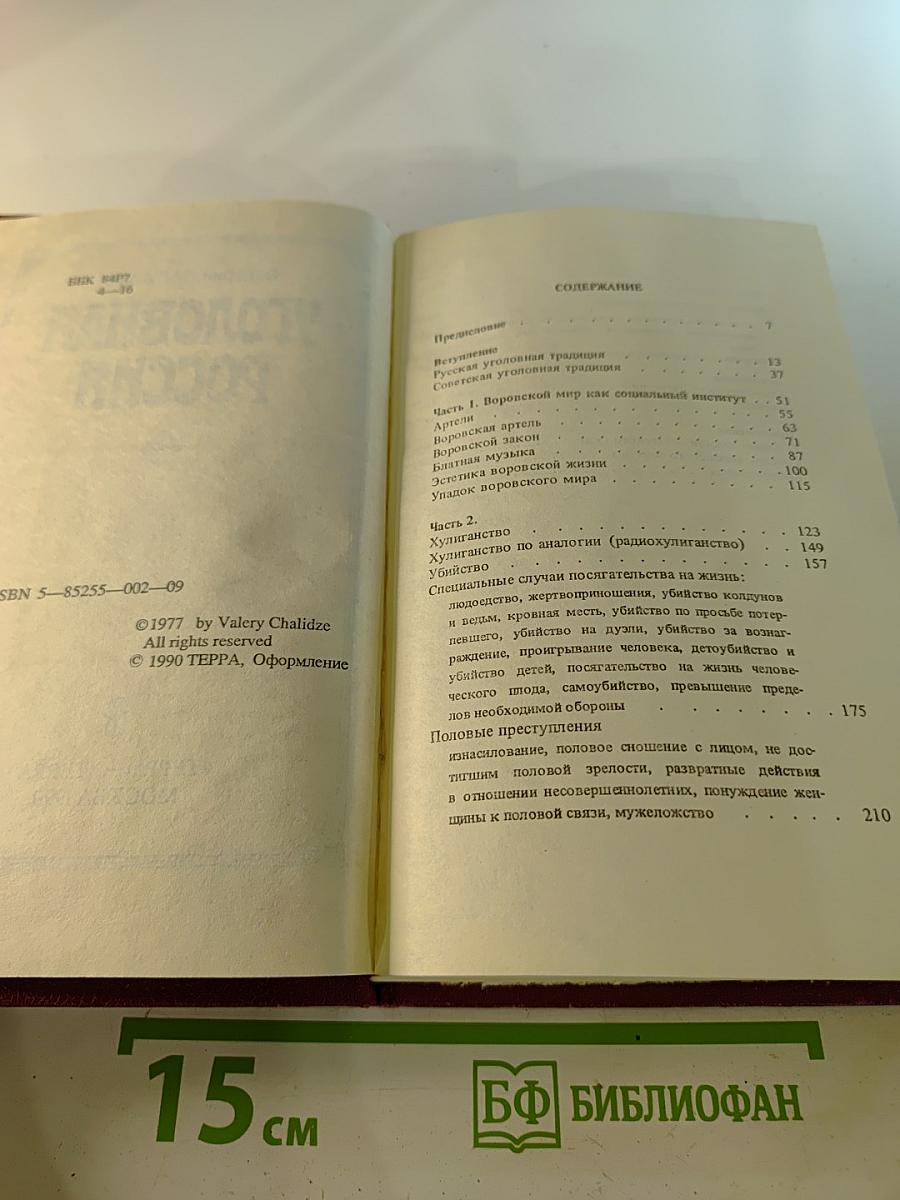 ББК 84Р7
4—16
ISBN 5—85255—002—09
©1977 by Valery Chalidze
All rights reserved
© 1990 ТЕРРА, Оформление
СОДЕРЖАНИЕ
Предисловие . . . . . . . . . . . . . . 7
Вступление
Русская уголовная традиция . . . . . . . 13
Советская уголовная традиция . . . . . . 37
Часть 1. Воровской мир как социальный институт . . 51
Артели . . . . . . . . . . . . . . 55
Воровская артель . . . . . . . . . . . 63
Воровской закон . . . . . . . . . . . 71
Блатная музыка . . . . . . . . . . . 87
Эстетика воровской жизни . . . . . . . . 100
Упадок воровского мира . . . . . . . . 115
Часть 2.
Хулиганство . . . . . . . . . . . 123
Хулиганство по аналогии (радиохулиганство) . . 149
Убийство . . . . . . . . . . . . 157
Специальные случаи посягательства на жизнь:
людоедство, жертвоприношения, убийство колдунов
и ведьм, кровная месть, убийство по просьбе потер-
певшего, убийство на дуэли, убийство за вознаг-
раждение, проигрывание человека, детоубийство и
убийство детей, посягательство на жизнь челове-
ческого плода, самоубийство, превышение преде-
лов необходимой обороны . . . . . . . 175
Половые преступления
изнасилование, половое сношение с лицом, не дос-
тигшим половой зрелости, развратные действия
в отношении несовершеннолетних, понуждение жен-
щины к половой связи, мужеложство . . . . . 210
15 см
БФ БИБЛИОФАН